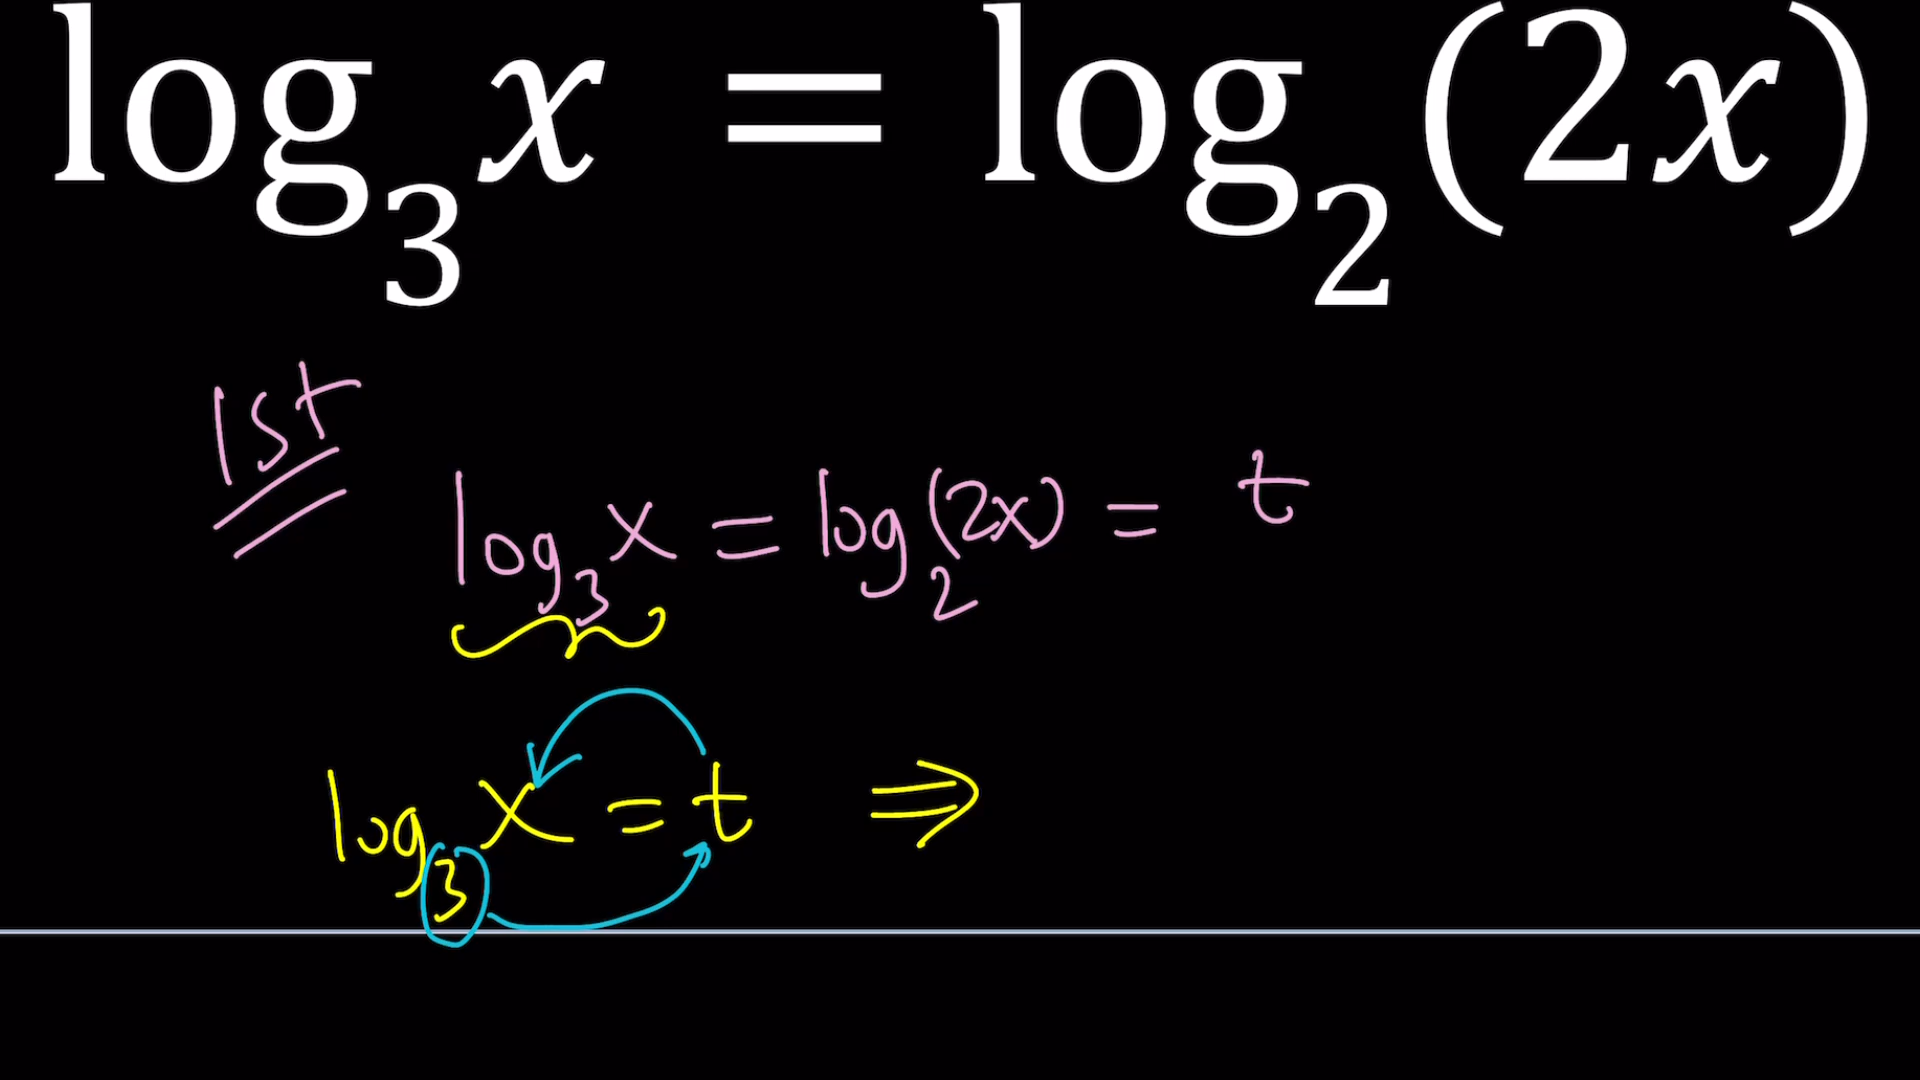 log₃x = log₂(2x)
1st
log₃x = log₂(2x) = t
log₃x = t ⇒